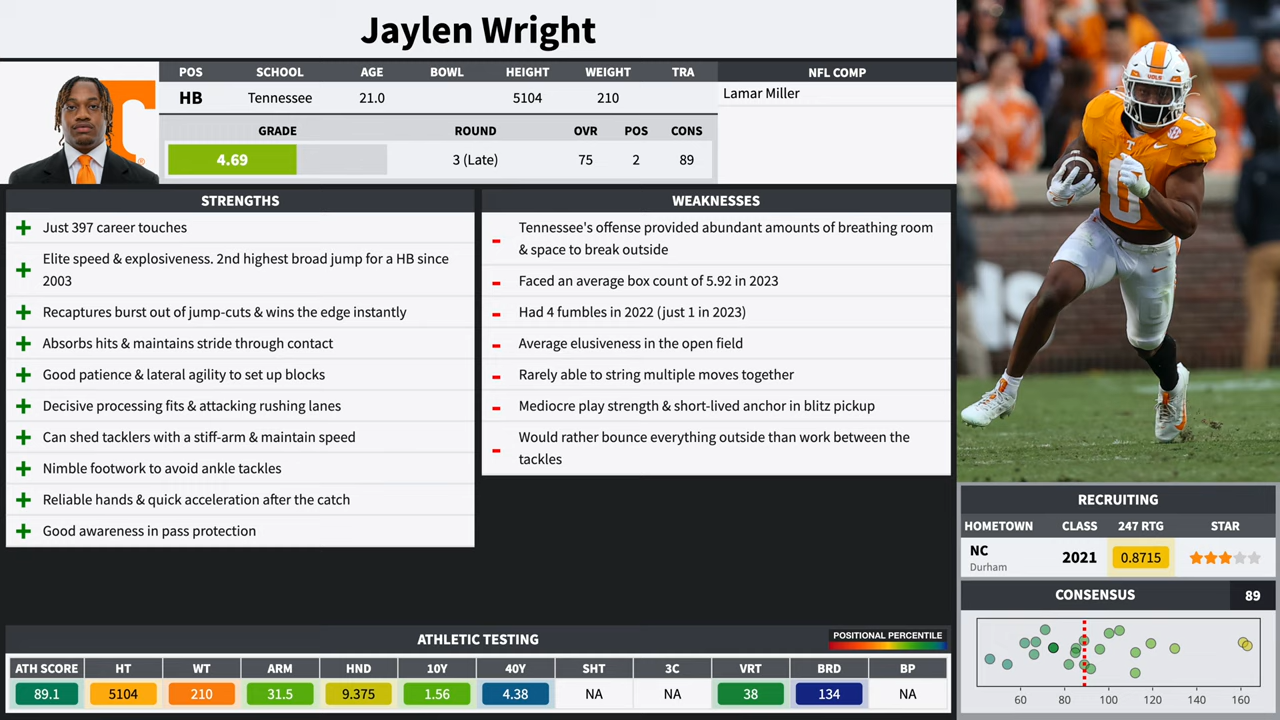 Jaylen Wright
POS SCHOOL AGE BOWL HEIGHT WEIGHT TRA NFL COMP
HB Tennessee 21.0 5104 210 Lamar Miller
GRADE ROUND OVR POS CONS
4.69 3 (Late) 75 2 89
STRENGTHS
+ Just 397 career touches
+ Elite speed & explosiveness. 2nd highest broad jump for a HB since
2003
+ Recaptures burst out of jump-cuts & wins the edge instantly
+ Absorbs hits & maintains stride through contact
+ Good patience & lateral agility to set up blocks
+ Decisive processing fits & attacking rushing lanes
+ Can shed tacklers with a stiff-arm & maintain speed
+ Nimble footwork to avoid ankle tackles
+ Reliable hands & quick acceleration after the catch
+ Good awareness in pass protection
WEAKNESSES
- Tennessee's offense provided abundant amounts of breathing room
& space to break outside
- Faced an average box count of 5.92 in 2023
- Had 4 fumbles in 2022 (just 1 in 2023)
- Average elusiveness in the open field
- Rarely able to string multiple moves together
- Mediocre play strength & short-lived anchor in blitz pickup
- Would rather bounce everything outside than work between the
tackles
VOLS
T
0
RECRUITING
HOMETOWN CLASS 247 RTG STAR
NC 2021 0.8715
Durham
CONSENSUS 89
60 80 100 120 140 160
ATHLETIC TESTING
POSITIONAL PERCENTILE
ATH SCORE HT WT ARM HND 10Y 40Y SHT 3C VRT BRD BP
89.1 5104 210 31.5 9.375 1.56 4.38 NA NA 38 134 NA